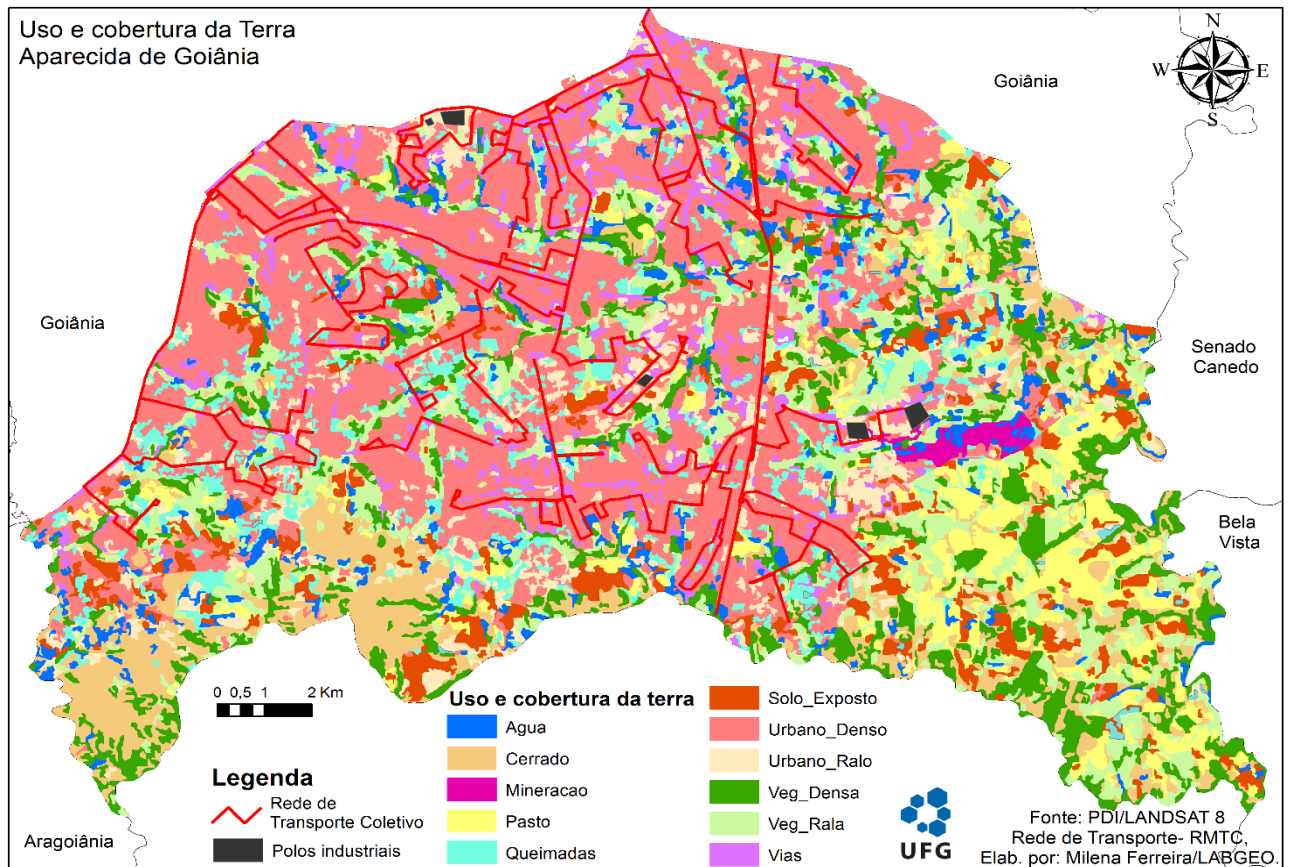 Uso e cobertura da Terra
Aparecida de Goiânia
N
W
E
S
Goiânia
Goiânia
Senado
Canedo
Bela
Vista
Aragoiânia
0 0,5 1 2 Km
Legenda
Rede de
Transporte Coletivo
Polos industriais
Uso e cobertura da terra
Agua
Cerrado
Mineracao
Pasto
Queimadas
Solo_Exposto
Urbano_Denso
Urbano_Ralo
Veg_Densa
Veg_Rala
Vias
UFG
Fonte: PDI/LANDSAT 8
Rede de Transporte- RMTC,
Elab. por: Milena Ferreira/LABGEO.